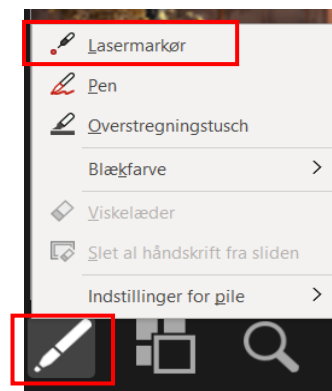 Lasermarkør
Pen
Overstregningstusch
Blækfarve
Viskelæder
Slet al håndskrift fra sliden
Indstillinger for pile